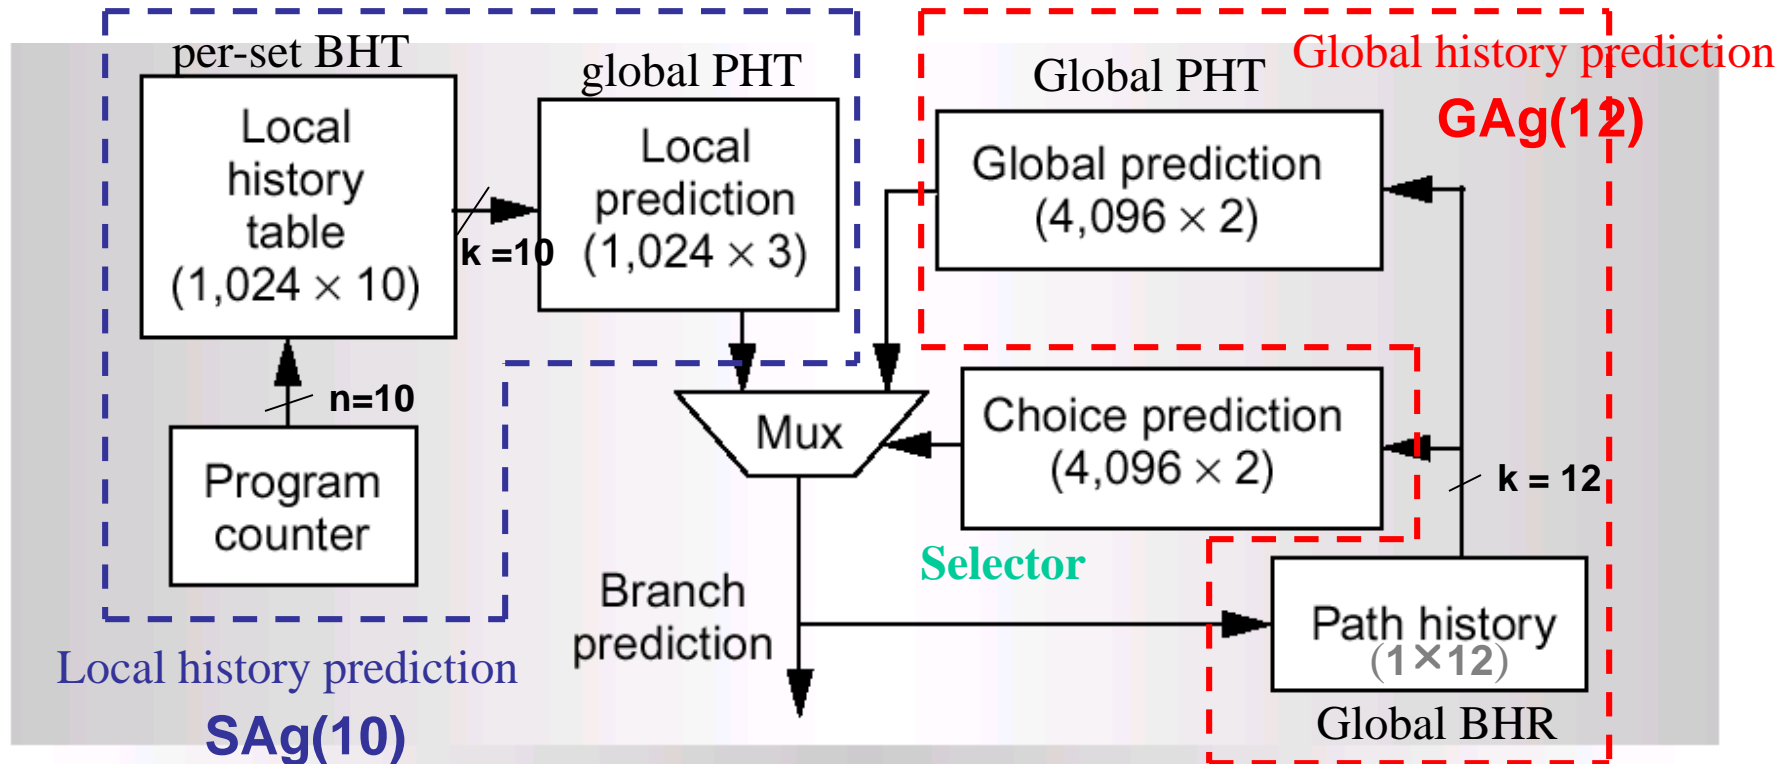 per-set BHT
Local
history
table
(1,024 × 10)
k =10
n=10
Program
counter
Local history prediction
SAg(10)
global PHT
Local
prediction
(1,024 × 3)
Mux
Branch
prediction
Global history prediction
GAg(12)
Global PHT
Global prediction
(4,096 × 2)
Choice prediction
(4,096 × 2)
Selector
k = 12
Path history
(1×12)
Global BHR